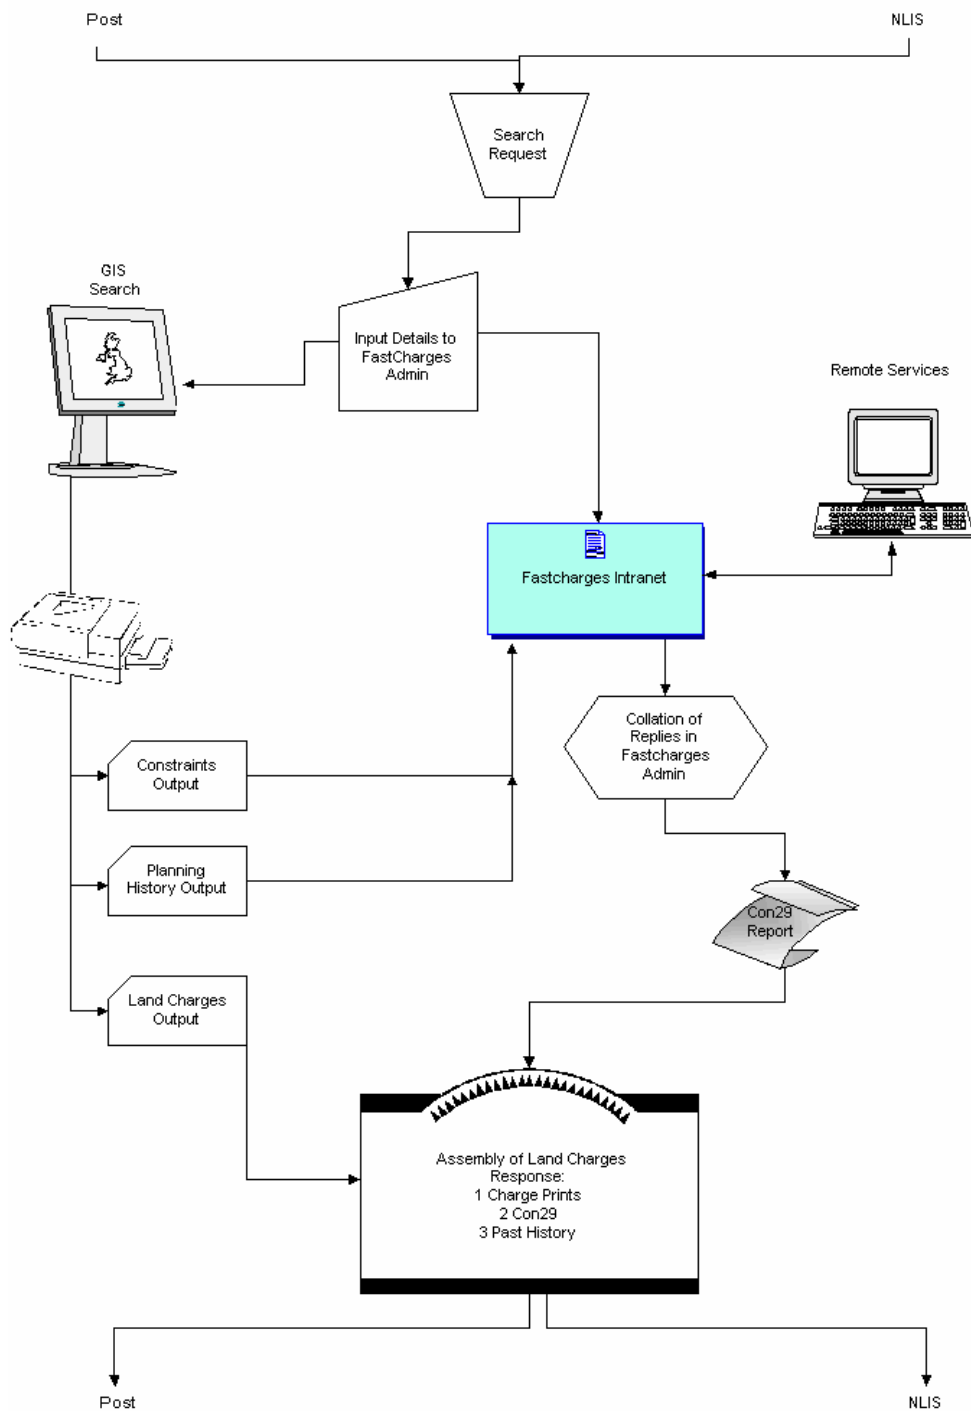 Post
NLIS
Search
Request
GIS
Search
Input Details to
FastCharges
Admin
Remote Services
Fastcharges Intranet
Collation of
Replies in
Fastcharges
Admin
Constraints
Output
Planning
History Output
Con29
Report
Land Charges
Output
Assembly of Land Charges
Response:
1 Charge Prints
2 Con29
3 Past History
Post
NLIS